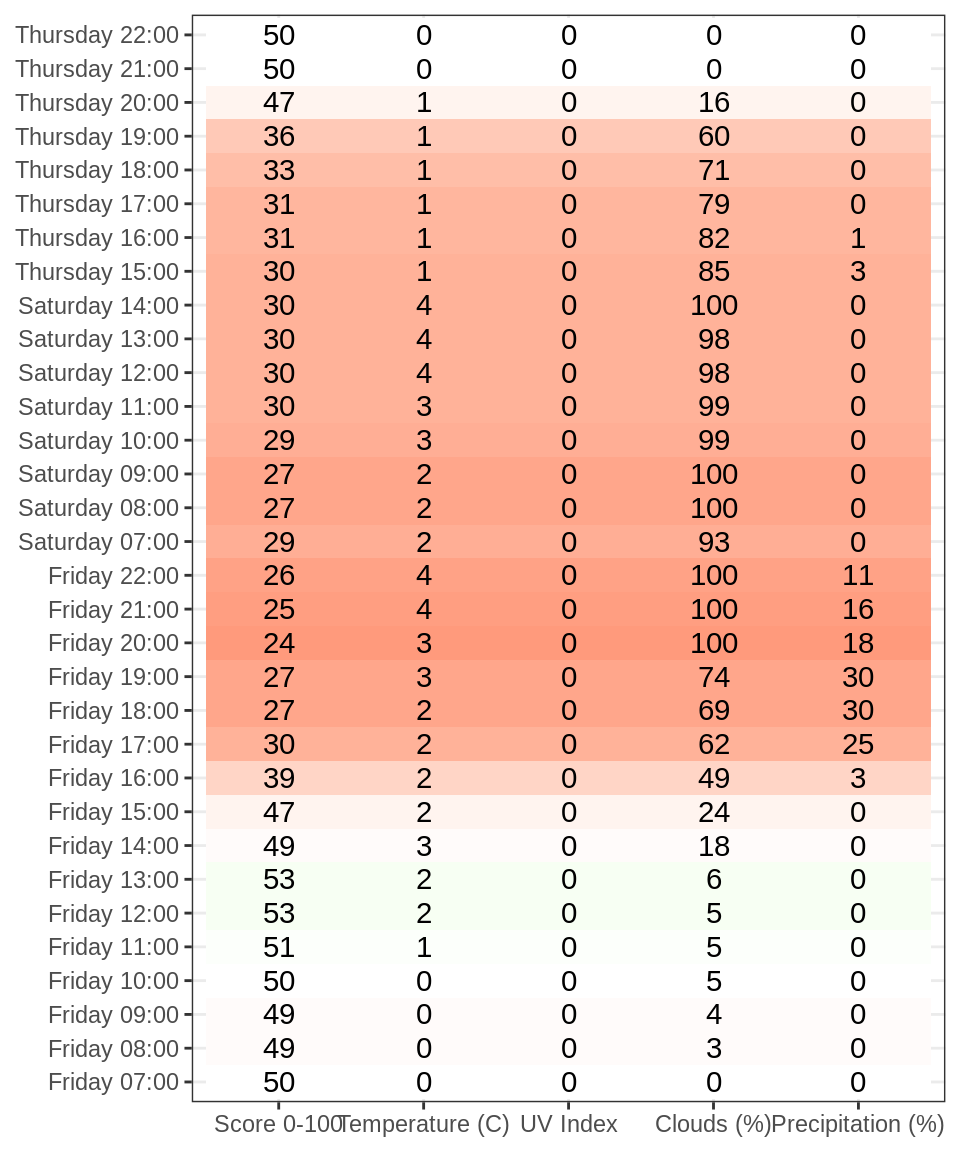 Thursday 22:00 50 0 0 0 0
Thursday 21:00 50 0 0 0 0
Thursday 20:00 47 1 0 16 0
Thursday 19:00 36 1 0 60 0
Thursday 18:00 33 1 0 71 0
Thursday 17:00 31 1 0 79 0
Thursday 16:00 31 1 0 82 1
Thursday 15:00 30 1 0 85 3
Saturday 14:00 30 4 0 100 0
Saturday 13:00 30 4 0 98 0
Saturday 12:00 30 4 0 98 0
Saturday 11:00 30 3 0 99 0
Saturday 10:00 29 3 0 99 0
Saturday 09:00 27 2 0 100 0
Saturday 08:00 27 2 0 100 0
Saturday 07:00 29 2 0 93 0
Friday 22:00 26 4 0 100 11
Friday 21:00 25 4 0 100 16
Friday 20:00 24 3 0 100 18
Friday 19:00 27 3 0 74 30
Friday 18:00 27 2 0 69 30
Friday 17:00 30 2 0 62 25
Friday 16:00 39 2 0 49 3
Friday 15:00 47 2 0 24 0
Friday 14:00 49 3 0 18 0
Friday 13:00 53 2 0 6 0
Friday 12:00 53 2 0 5 0
Friday 11:00 51 1 0 5 0
Friday 10:00 50 0 0 5 0
Friday 09:00 49 0 0 4 0
Friday 08:00 49 0 0 3 0
Friday 07:00 50 0 0 0 0
Score 0-100 Temperature (C) UV Index Clouds (%) Precipitation (%)